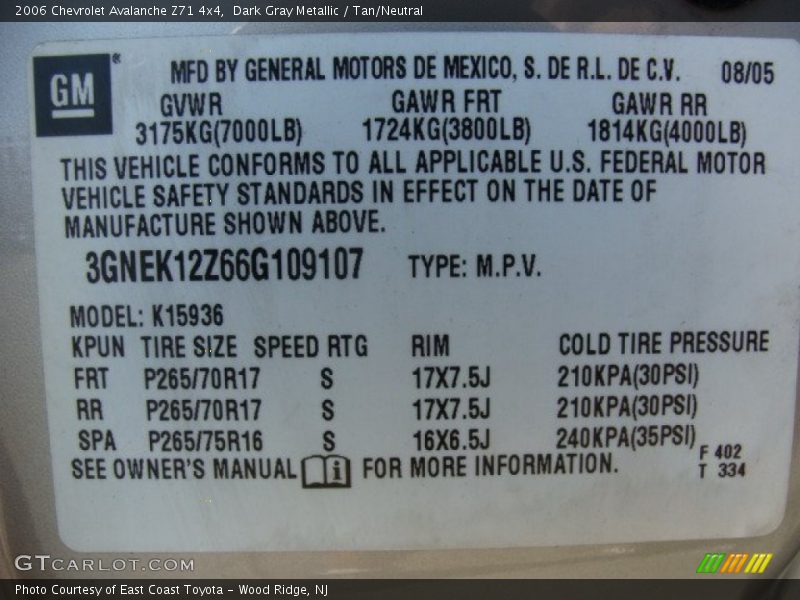 2006 Chevrolet Avalanche Z71 4x4, Dark Gray Metallic / Tan/Neutral
GM ®
MFD BY GENERAL MOTORS DE MEXICO, S. DE R.L. DE C.V. 08/05
GVWR GAWR FRT GAWR RR
3175KG(7000LB) 1724KG(3800LB) 1814KG(4000LB)
THIS VEHICLE CONFORMS TO ALL APPLICABLE U.S. FEDERAL MOTOR
VEHICLE SAFETY STANDARDS IN EFFECT ON THE DATE OF
MANUFACTURE SHOWN ABOVE.
3GNEK12Z66G109107 TYPE: M.P.V.
MODEL: K15936
KPUN TIRE SIZE SPEED RTG RIM COLD TIRE PRESSURE
FRT P265/70R17 S 17X7.5J 210KPA(30PSI)
RR P265/70R17 S 17X7.5J 210KPA(30PSI)
SPA P265/75R16 S 16X6.5J 240KPA(35PSI)
F 402
SEE OWNER'S MANUAL i FOR MORE INFORMATION. T 334
GTCARLOT.COM
Photo Courtesy of East Coast Toyota - Wood Ridge, NJ